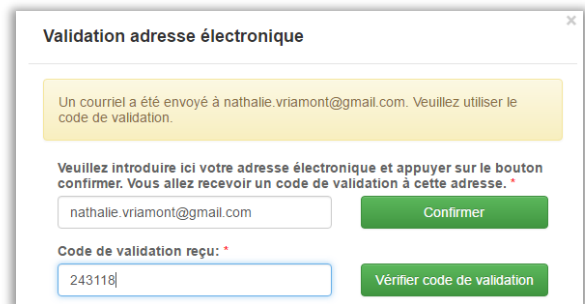 ×
Validation adresse électronique
Un courriel a été envoyé à nathalie.vriamont@gmail.com. Veuillez utiliser le
code de validation.
Veuillez introduire ici votre adresse électronique et appuyer sur le bouton
confirmer. Vous allez recevoir un code de validation à cette adresse. *
nathalie.vriamont@gmail.com
Confirmer
Code de validation reçu: *
243118
Vérifier code de validation